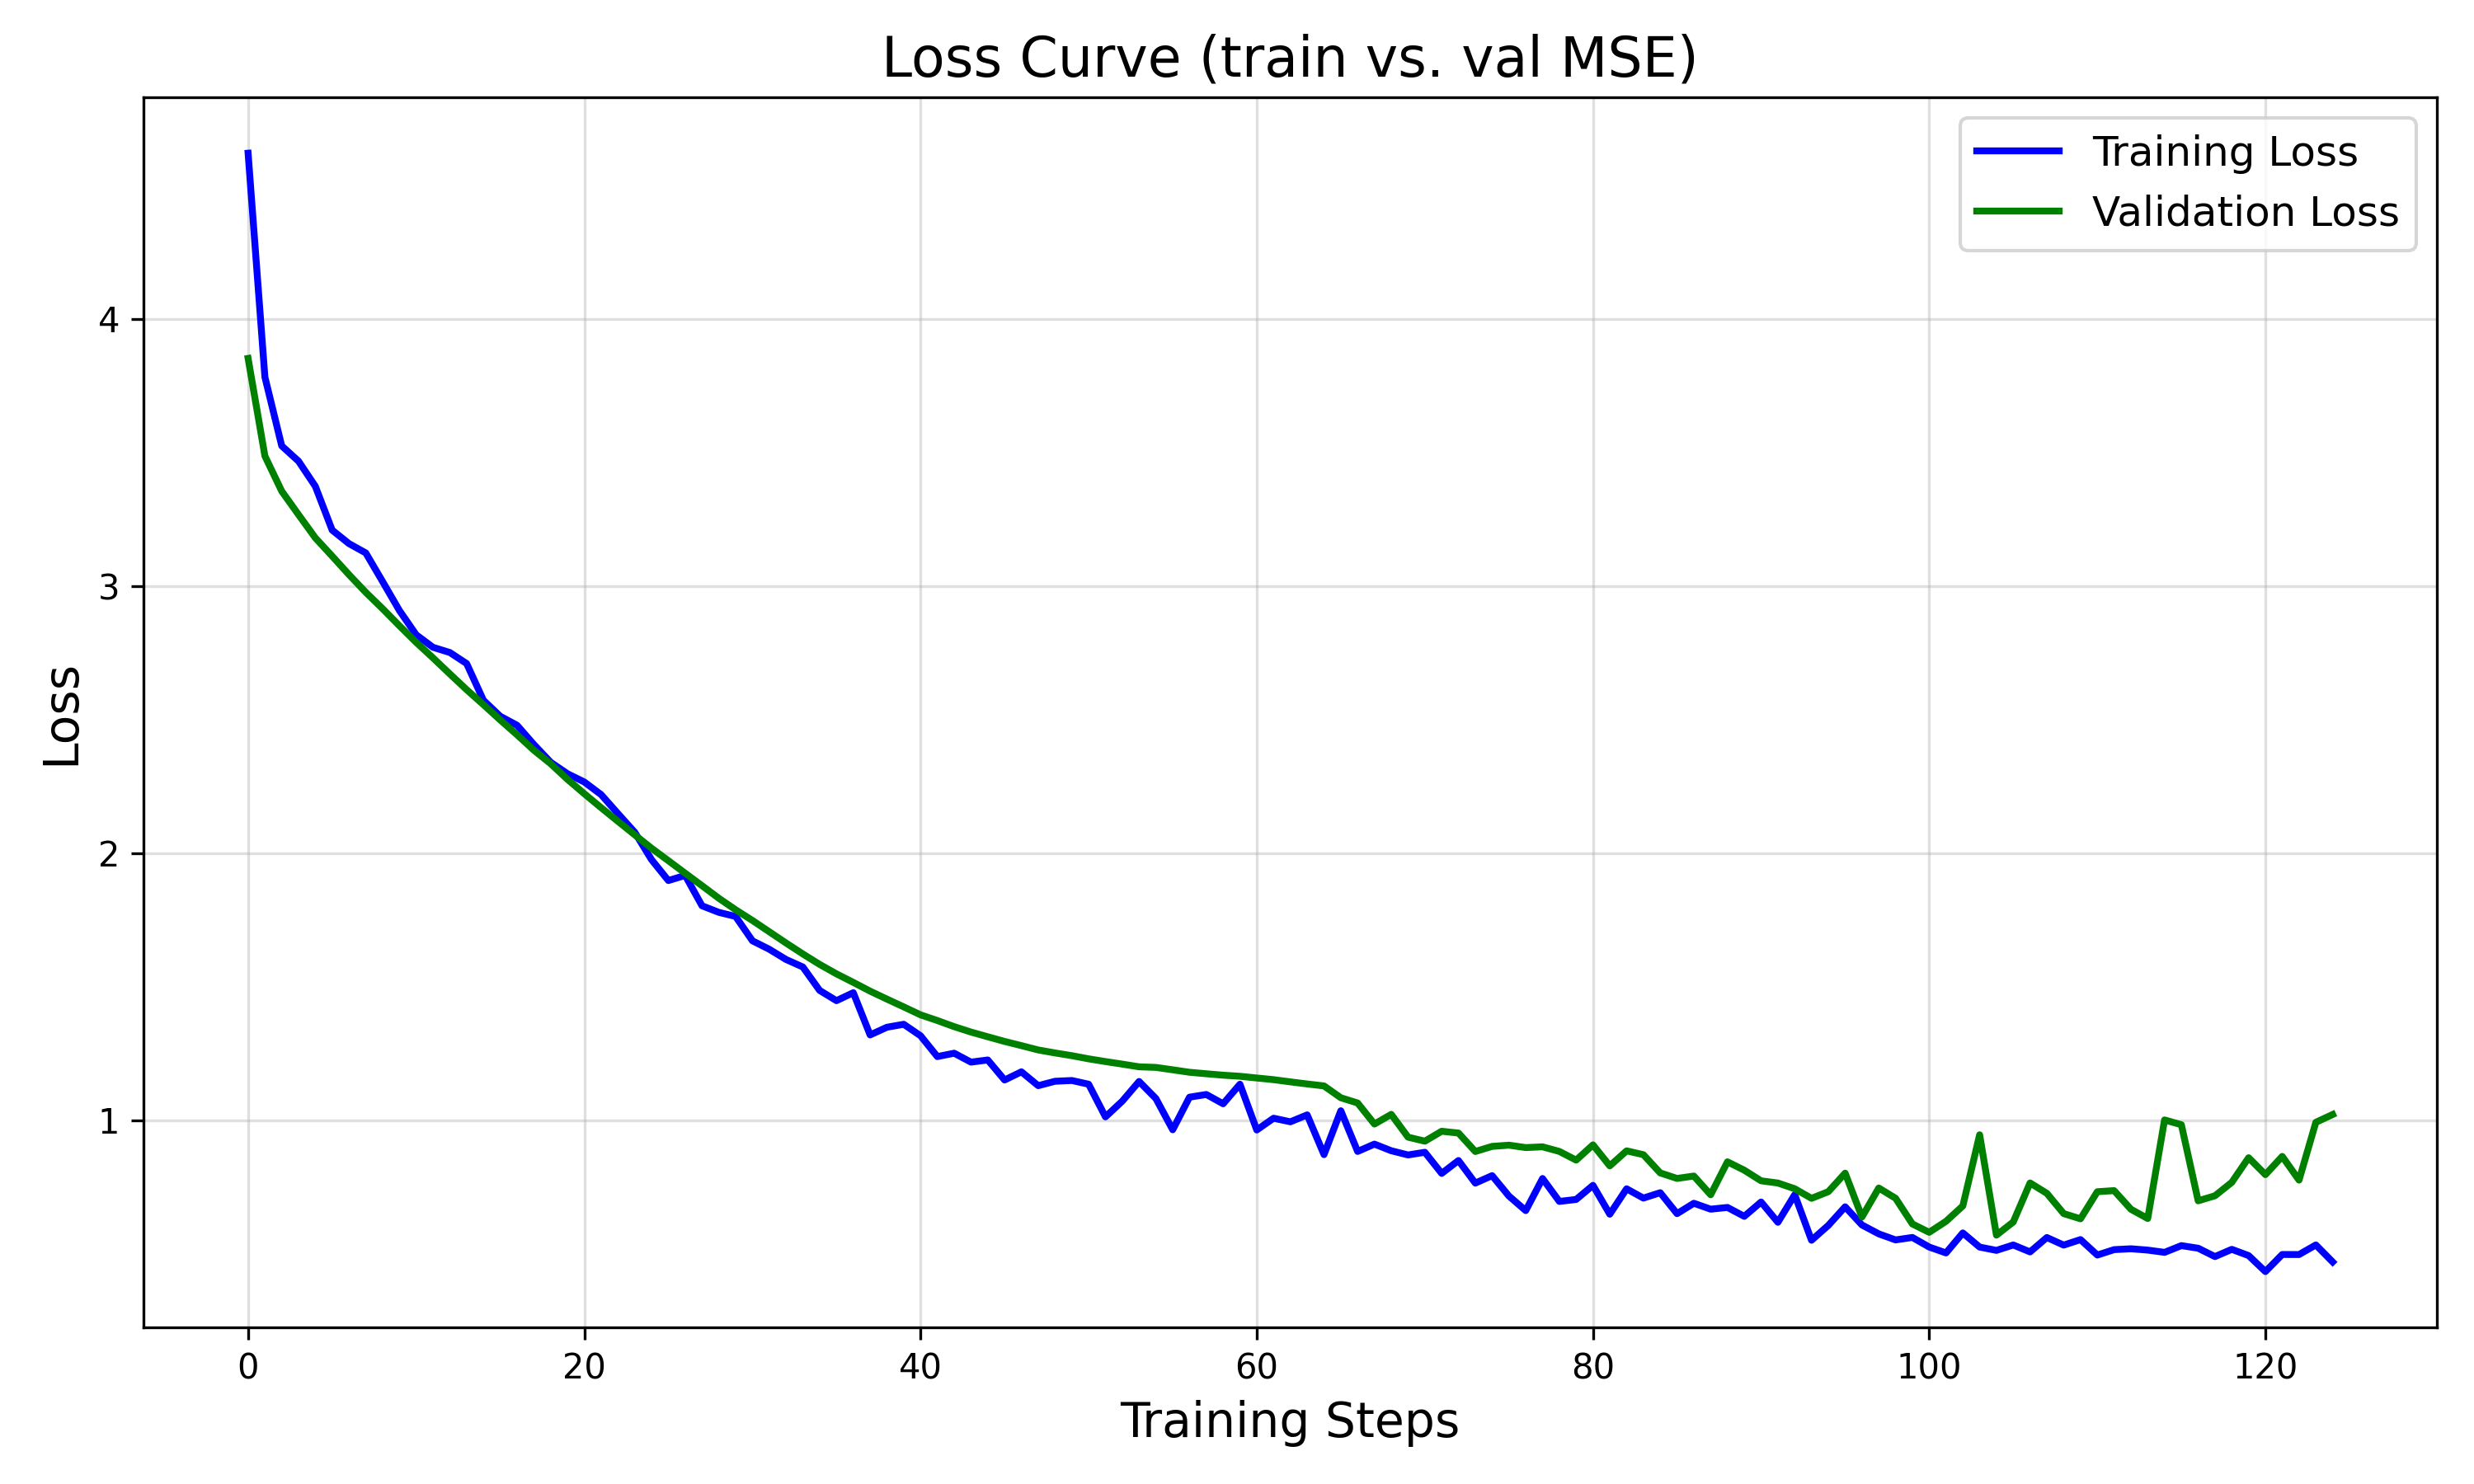 Loss Curve (train vs. val MSE)
Training Loss
Validation Loss
4
3
2
1
Loss
0 20 40 60 80 100 120
Training Steps